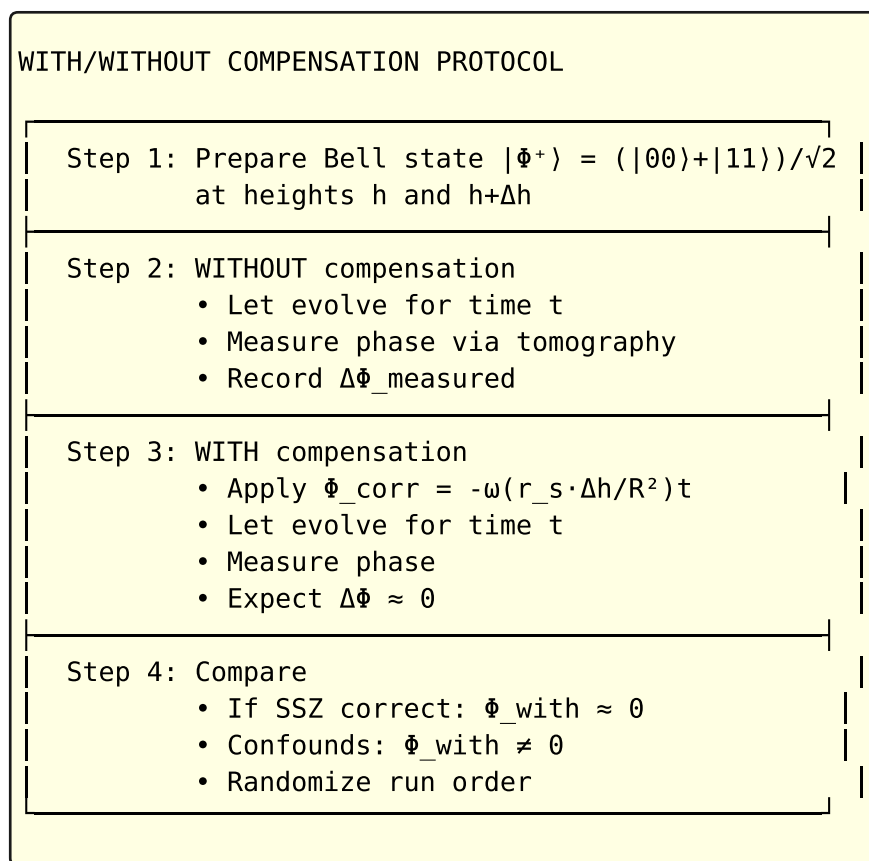 WITH/WITHOUT COMPENSATION PROTOCOL
Step 1: Prepare Bell state |Φ⁺⟩ = (|00⟩+|11⟩)/√2
at heights h and h+Δh
Step 2: WITHOUT compensation
• Let evolve for time t
• Measure phase via tomography
• Record ΔΦ_measured
Step 3: WITH compensation
• Apply Φ_corr = -ω(r_s·Δh/R²)t
• Let evolve for time t
• Measure phase
• Expect ΔΦ ≈ 0
Step 4: Compare
• If SSZ correct: Φ_with ≈ 0
• Confounds: Φ_with ≠ 0
• Randomize run order